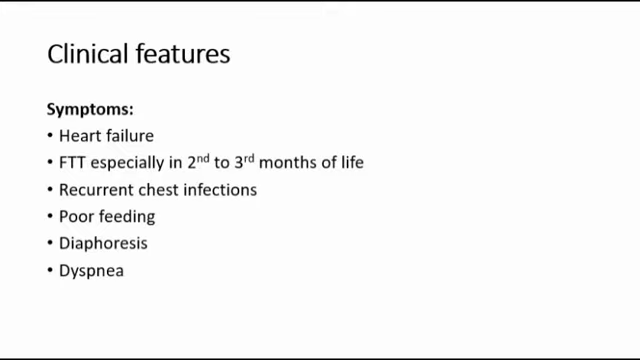 Clinical features
Symptoms:
• Heart failure
• FTT especially in 2nd to 3rd months of life
• Recurrent chest infections
• Poor feeding
• Diaphoresis
• Dyspnea